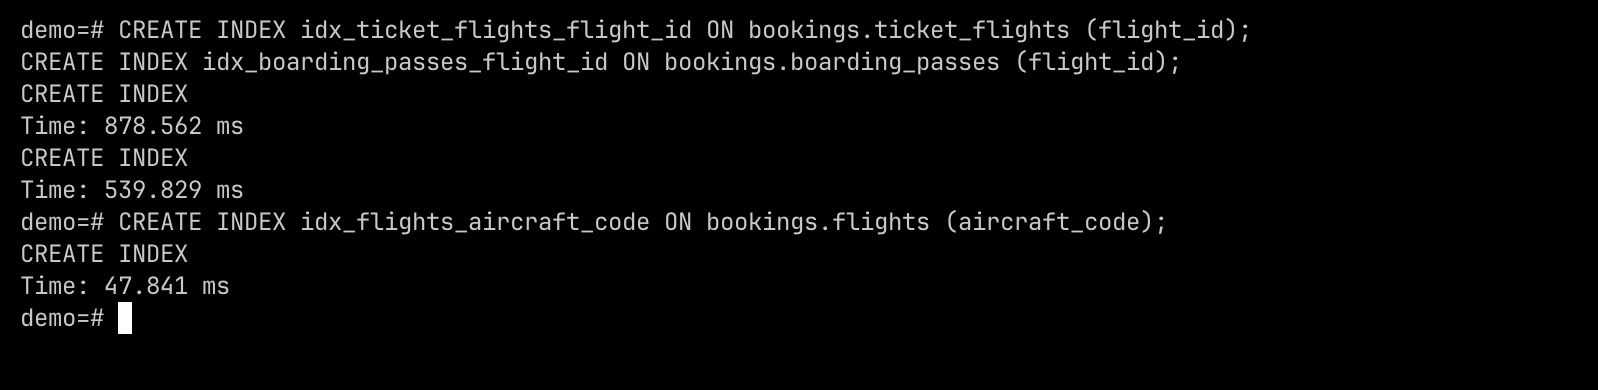 demo=# CREATE INDEX idx_ticket_flights_flight_id ON bookings.ticket_flights (flight_id);
CREATE INDEX idx_boarding_passes_flight_id ON bookings.boarding_passes (flight_id);
CREATE INDEX
Time: 878.562 ms
CREATE INDEX
Time: 539.829 ms
demo=# CREATE INDEX idx_flights_aircraft_code ON bookings.flights (aircraft_code);
CREATE INDEX
Time: 47.841 ms
demo=#